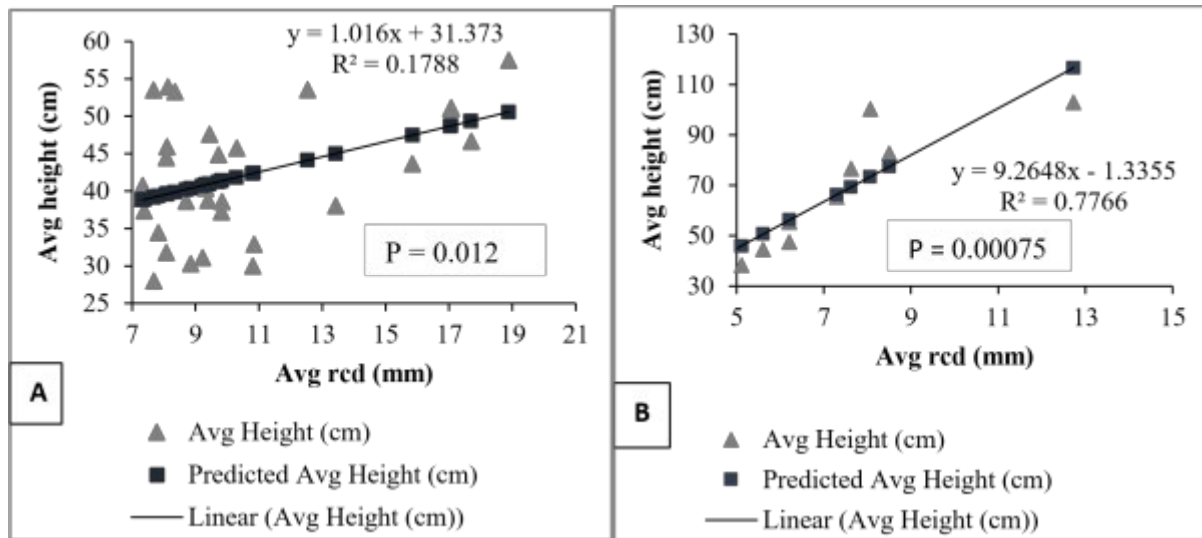 y = 1.016x + 31.373
R² = 0.1788
Avg height (cm)
60
55
50
45
40
35
30
25
P = 0.012
7 9 11 13 15 17 19 21
Avg rcd (mm)
A
Avg Height (cm)
Predicted Avg Height (cm)
Linear (Avg Height (cm))
Avg height (cm)
130
110
90
70
50
30
y = 9.2648x - 1.3355
R² = 0.7766
P = 0.00075
5 7 9 11 13 15
Avg rcd (mm)
B
Avg Height (cm)
Predicted Avg Height (cm)
Linear (Avg Height (cm))